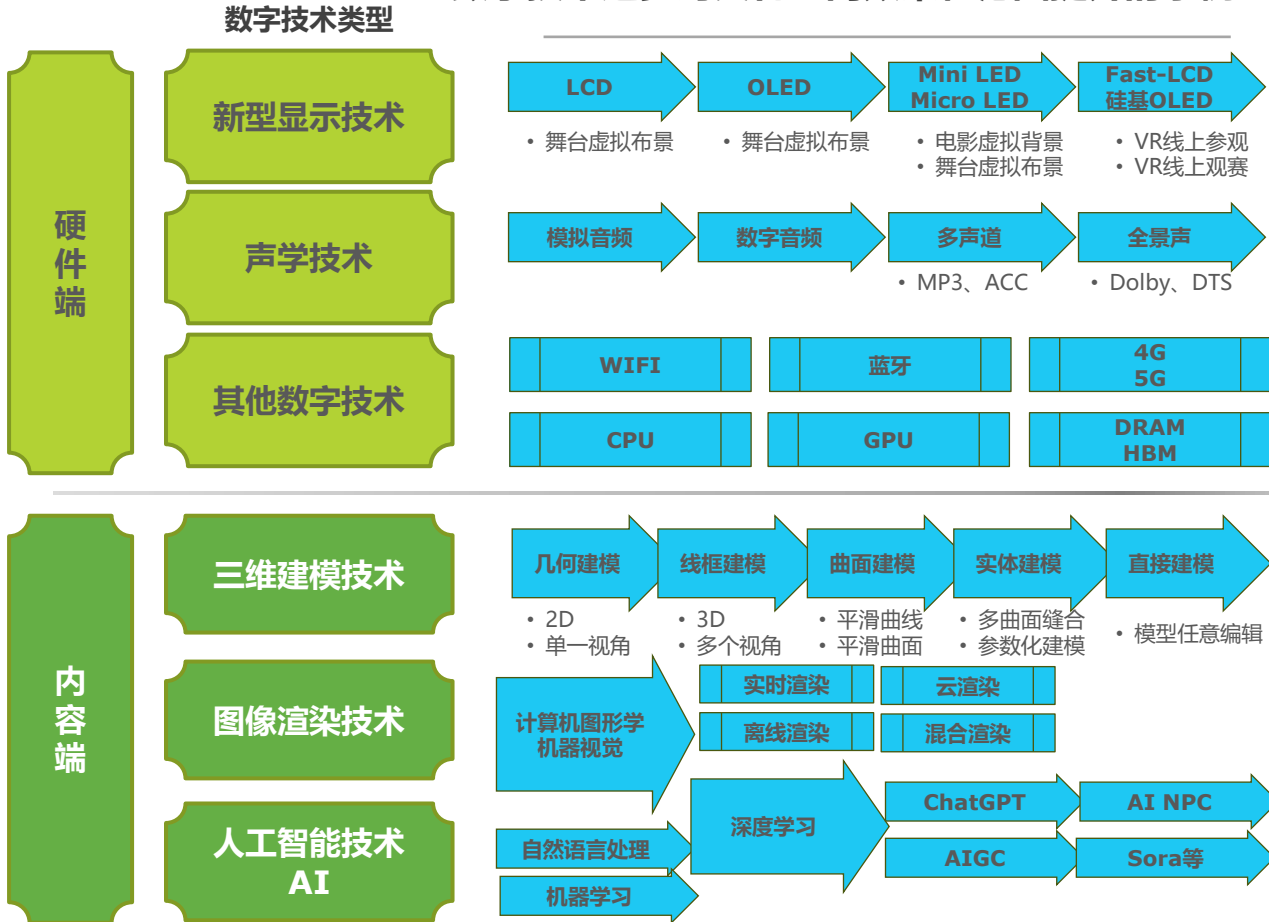 数字技术类型
硬件端
新型显示技术
LCD
OLED
Mini LED
Micro LED
Fast-LCD
硅基OLED
• 舞台虚拟布景
• 舞台虚拟布景
• 电影虚拟背景
• 舞台虚拟布景
• VR线上参观
• VR线上观赛
声学技术
模拟音频
数字音频
多声道
全景声
• MP3、ACC
• Dolby、DTS
其他数字技术
WIFI
蓝牙
4G
5G
CPU
GPU
DRAM
HBM
内容端
三维建模技术
几何建模
线框建模
曲面建模
实体建模
直接建模
• 2D
• 单一视角
• 3D
• 多个视角
• 平滑曲线
• 平滑曲面
• 多曲面缝合
• 参数化建模
• 模型任意编辑
图像渲染技术
计算机图形学
机器视觉
实时渲染
云渲染
离线渲染
混合渲染
人工智能技术
AI
自然语言处理
机器学习
深度学习
ChatGPT
AI NPC
AIGC
Sora等